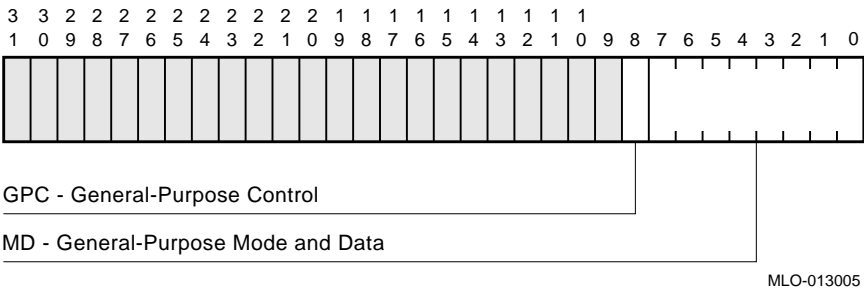 3 3 2 2 2 2 2 2 2 2 2 2 1 1 1 1 1 1 1 1 1 1
1 0 9 8 7 6 5 4 3 2 1 0 9 8 7 6 5 4 3 2 1 0 9 8 7 6 5 4 3 2 1 0
GPC - General-Purpose Control
MD - General-Purpose Mode and Data
MLO-013005